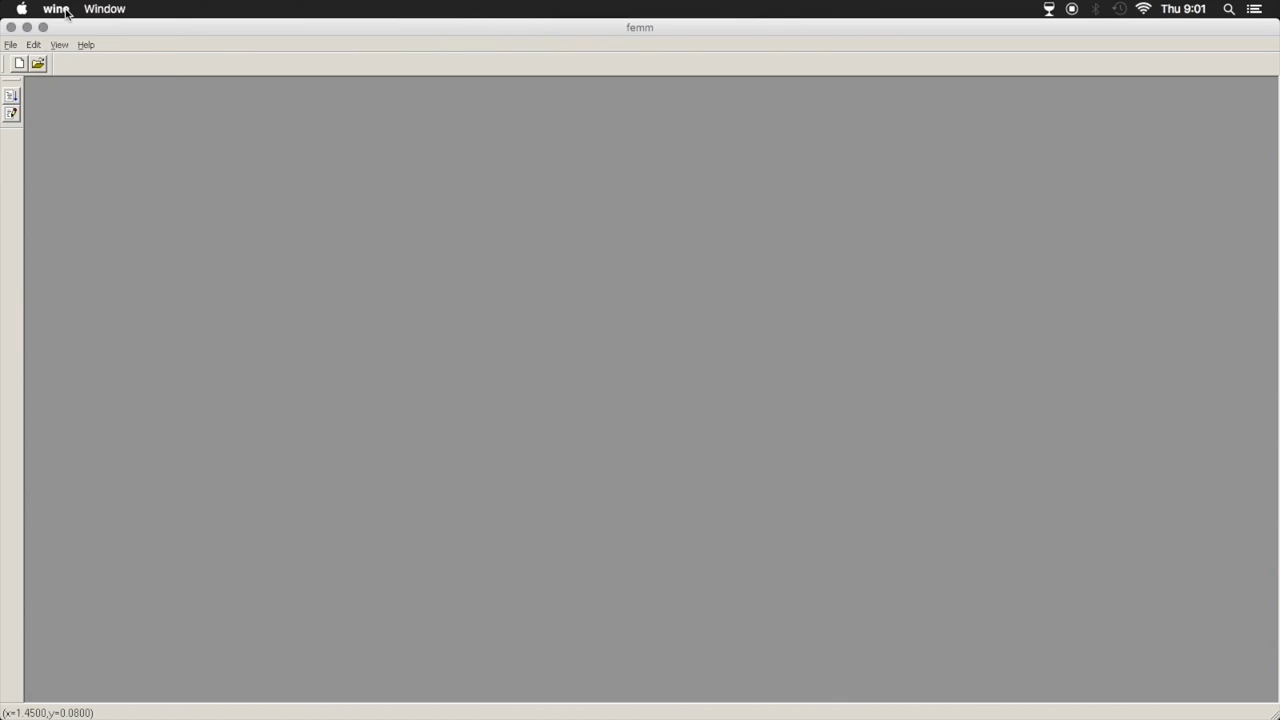 wine Window Thu 9:01
femm
File Edit View Help
(x=1.4500,y=0.0800)